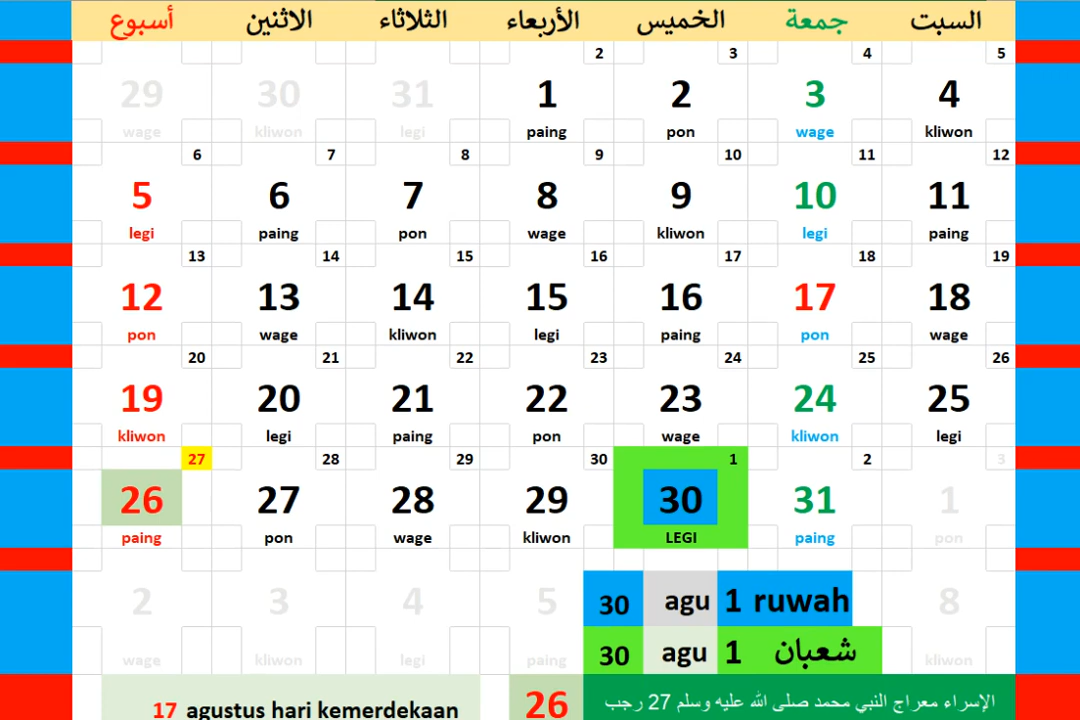 أسبوع الاثنين الثلاثاء الأربعاء الخميس جمعة السبت
2 3 4 5
29 30 31 1 2 3 4
wage kliwon legi paing pon wage kliwon
6 7 8 9 10 11 12
5 6 7 8 9 10 11
legi paing pon wage kliwon legi paing
13 14 15 16 17 18 19
12 13 14 15 16 17 18
pon wage kliwon legi paing pon wage
20 21 22 23 24 25 26
19 20 21 22 23 24 25
kliwon legi paing pon wage kliwon legi
27 28 29 30 1 2 3
26 27 28 29 30 31 1
paing pon wage kliwon LEGI paing pon
2 3 4 5 30 agu 1 ruwah 8
wage kliwon legi paing 30 agu 1 شعبان kliwon
17 agustus hari kemerdekaan 26 الإسراء معراج النبي محمد صلى الله عليه وسلم 27 رجب